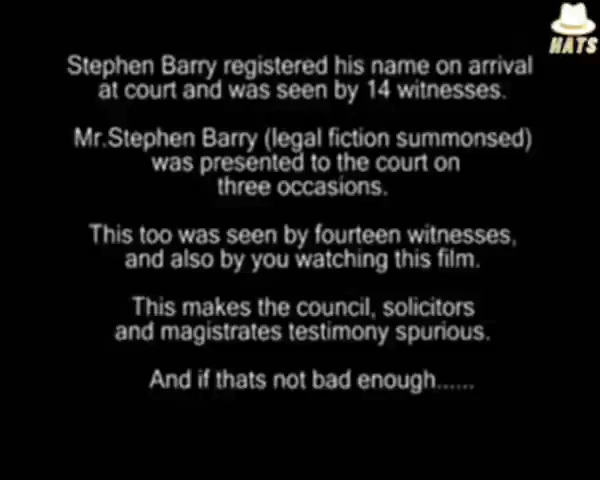 HATS
Stephen Barry registered his name on arrival
at court and was seen by 14 witnesses.
Mr.Stephen Barry (legal fiction summonsed)
was presented to the court on
three occasions.
This too was seen by fourteen witnesses,
and also by you watching this film.
This makes the council, solicitors
and magistrates testimony spurious.
And if thats not bad enough......